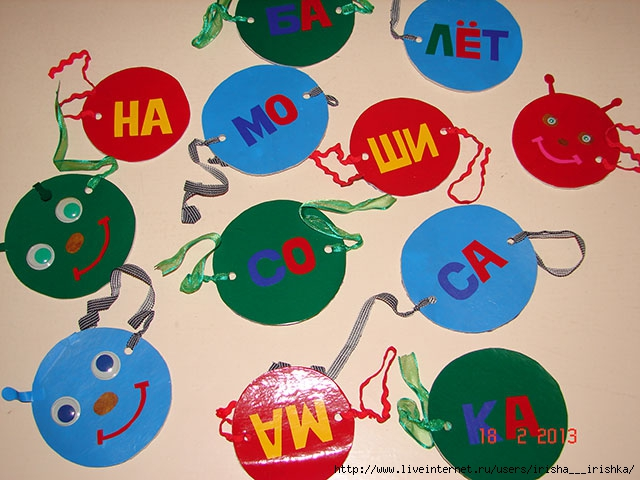 БА
ЛЁТ
НА
МО
ШИ
СО
СА
МА
КА
18 2 2013
http://www.liveinternet.ru/users/irisha___irishka/